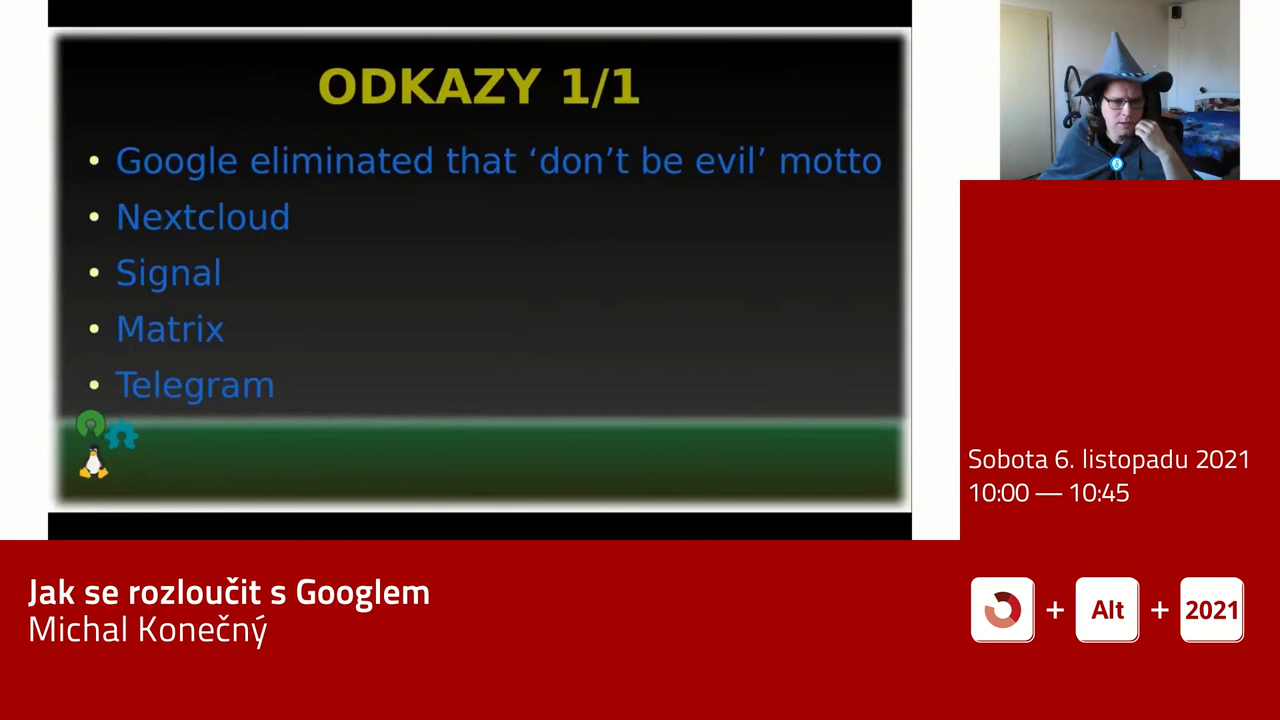 ODKAZY 1/1
Google eliminated that ‘don’t be evil’ motto
Nextcloud
Signal
Matrix
Telegram
Sobota 6. listopadu 2021
10:00 — 10:45
Jak se rozloučit s Googlem
Michal Konečný
+ Alt + 2021